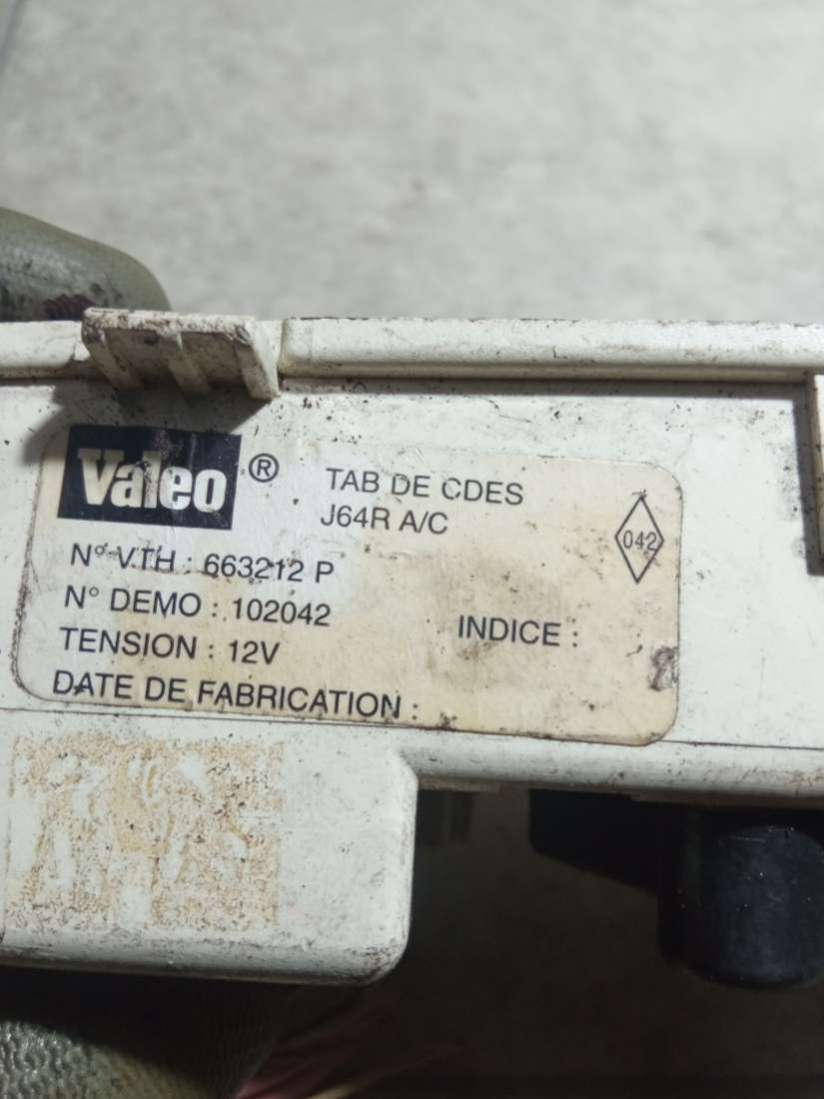 Valeo ®
TAB DE CDES
J64R A/C
042
N° VTH : 663212 P
N° DEMO : 102042
INDICE :
TENSION : 12V
DATE DE FABRICATION :